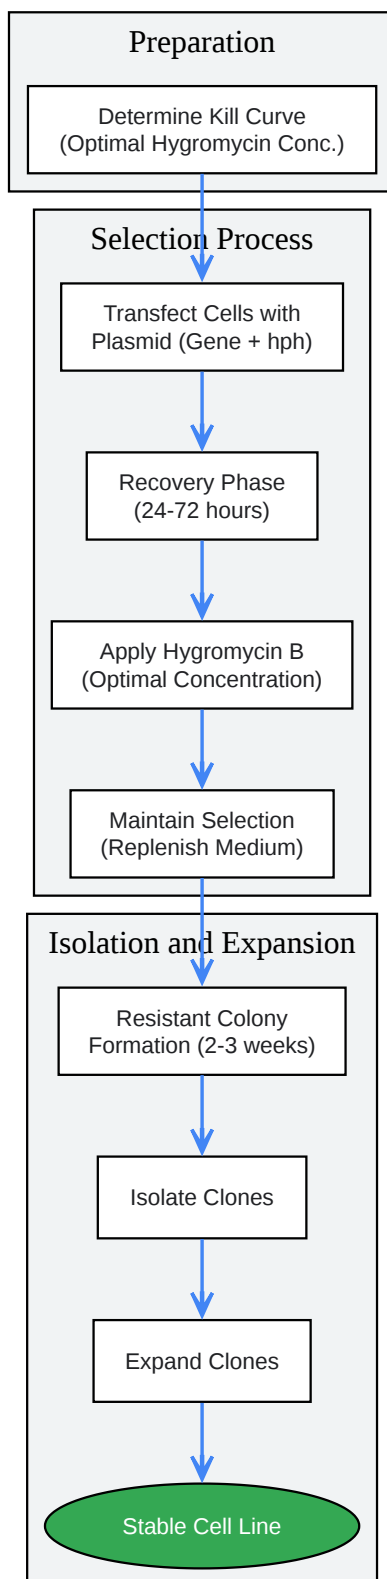 Preparation
Determine Kill Curve
(Optimal Hygromycin Conc.)
Selection Process
Transfect Cells with
Plasmid (Gene + hph)
Recovery Phase
(24-72 hours)
Apply Hygromycin B
(Optimal Concentration)
Maintain Selection
(Replenish Medium)
Isolation and Expansion
Resistant Colony
Formation (2-3 weeks)
Isolate Clones
Expand Clones
Stable Cell Line